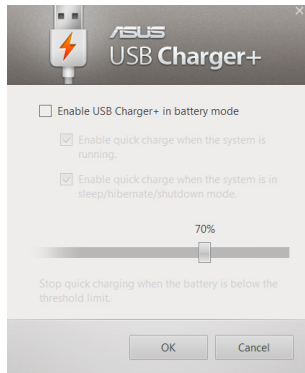 ASUS
USB Charger+
Enable USB Charger+ in battery mode
Enable quick charge when the system is
running.
Enable quick charge when the system is in
sleep/hibernate/shutdown mode.
70%
Stop quick charging when the battery is below the
threshold limit.
OK
Cancel